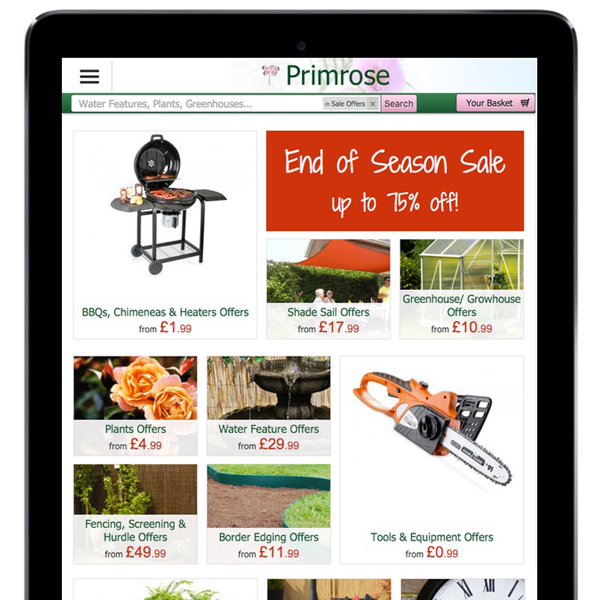 Primrose
Water Features, Plants, Greenhouses...
in Sale Offers ×
Search
Your Basket
End of Season Sale
up to 75% off!
BBQs, Chimeneas & Heaters Offers
from £1.99
Shade Sail Offers
from £17.99
Greenhouse/ Growhouse
Offers
from £10.99
Plants Offers
from £4.99
Water Feature Offers
from £29.99
Fencing, Screening &
Hurdle Offers
from £49.99
Border Edging Offers
from £11.99
Tools & Equipment Offers
from £0.99
XI XII I